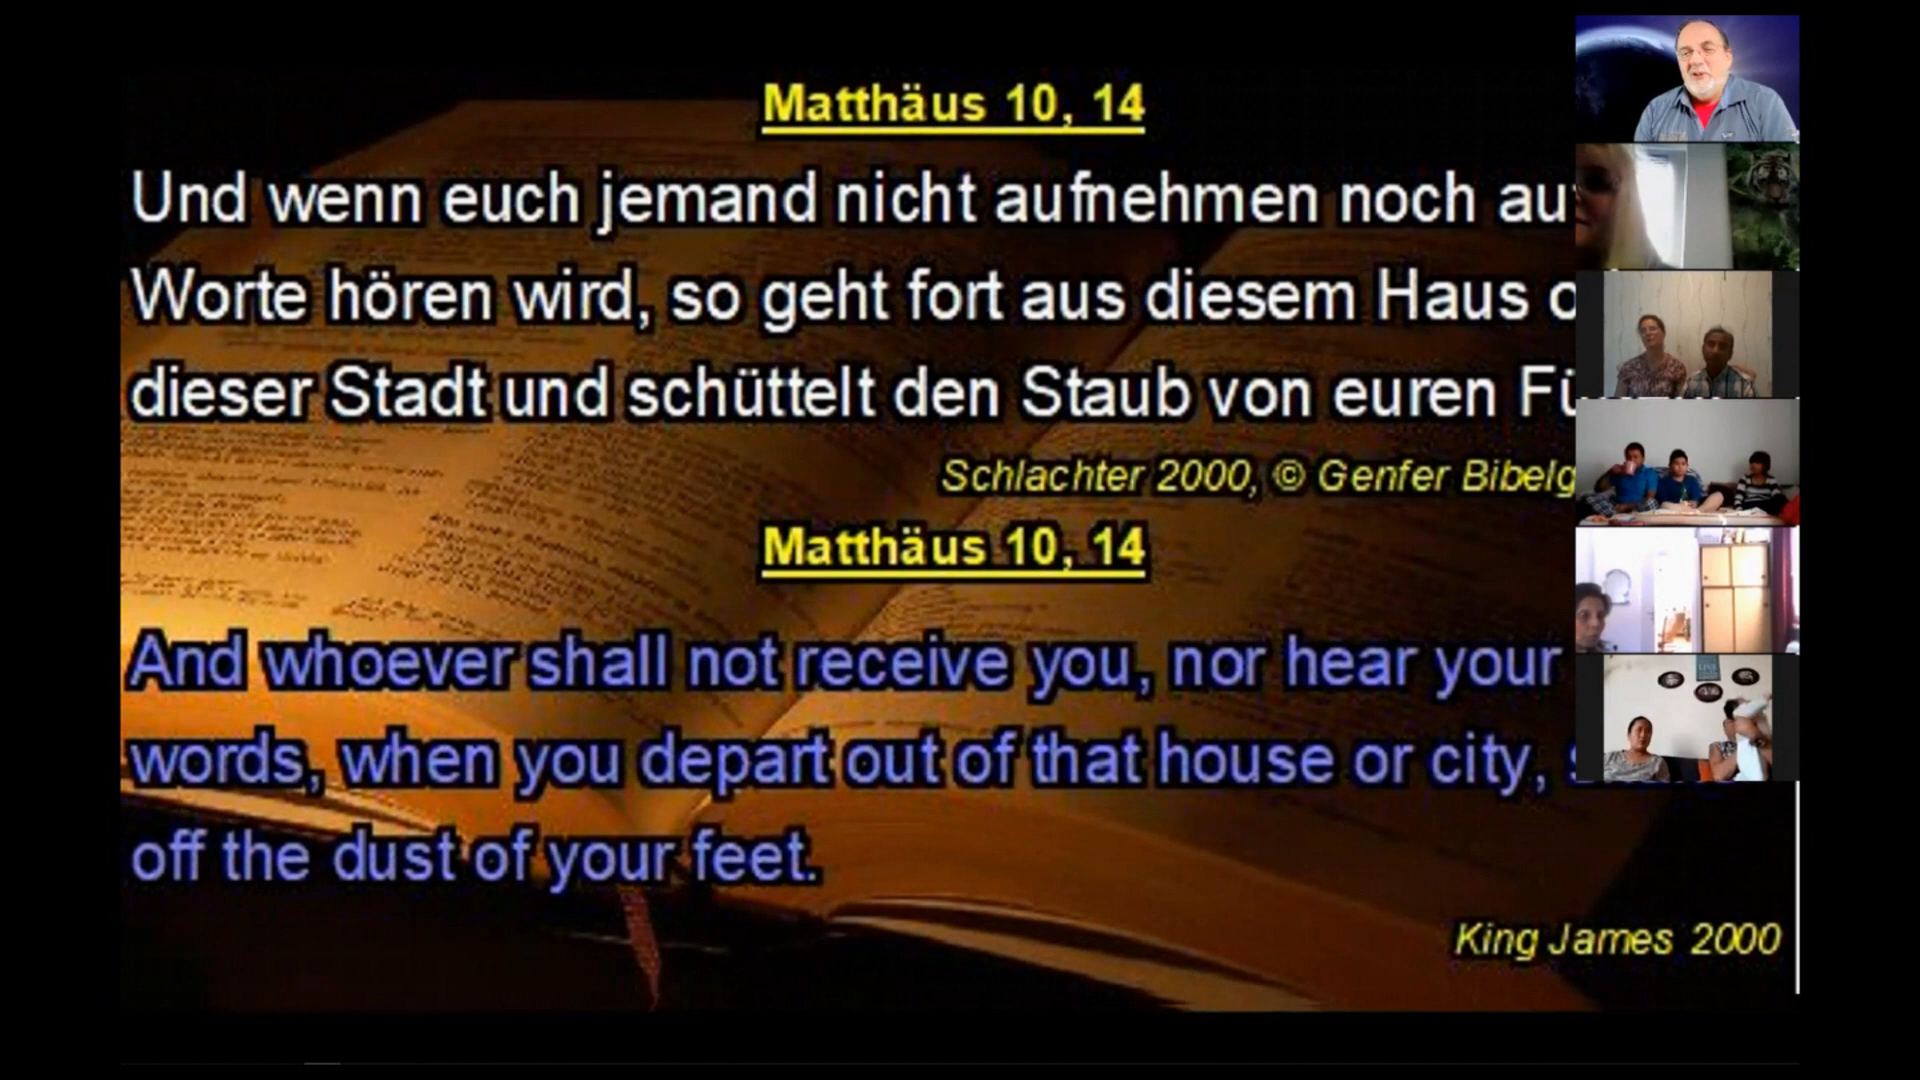 Matthäus 10, 14
Und wenn euch jemand nicht aufnehmen noch
Worte hören wird, so geht fort aus diesem Haus
dieser Stadt und schüttelt den Staub von euren
Schlachter 2000, © Genfer
Matthäus 10, 14
And whoever shall not receive you, nor hear your
words, when you depart out of that house or city,
off the dust of your feet.
King James 2000